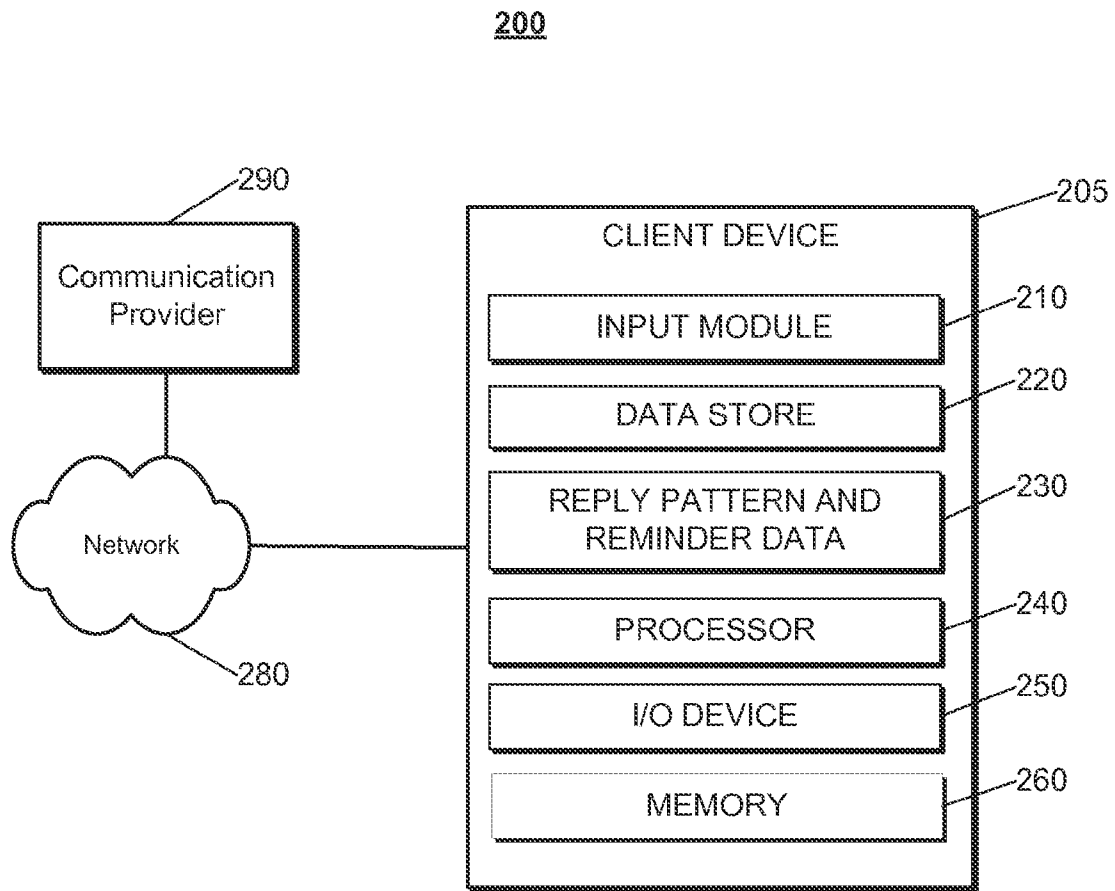 200
290
Communication
Provider
Network
280
205
CLIENT DEVICE
INPUT MODULE
210
DATA STORE
220
REPLY PATTERN AND
REMINDER DATA
230
PROCESSOR
240
I/O DEVICE
250
MEMORY
260